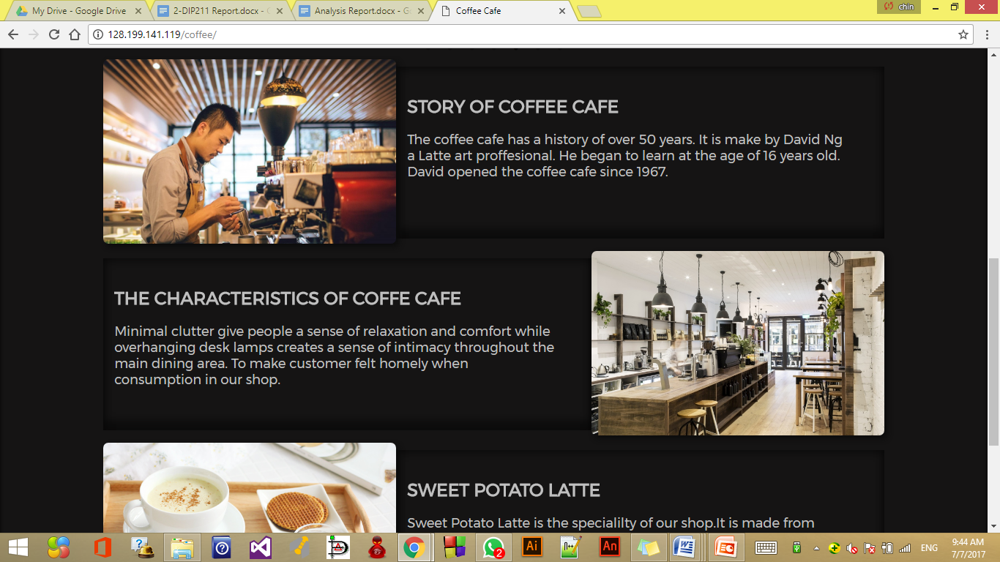 My Drive - Google Drive
2-DIP211 Report.docx - G
Analysis Report.docx - Go
Coffee Cafe
chin
128.199.141.119/coffee/
STORY OF COFFEE CAFE
The coffee cafe has a history of over 50 years. It is make by David Ng
a Latte art proffesional. He began to learn at the age of 16 years old.
David opened the coffee cafe since 1967.
THE CHARACTERISTICS OF COFFE CAFE
Minimal clutter give people a sense of relaxation and comfort while
overhanging desk lamps creates a sense of intimacy throughout the
main dining area. To make customer felt homely when
consumption in our shop.
SWEET POTATO LATTE
Sweet Potato Latte is the specialilty of our shop.It is made from
2
Ai
n++
An
ENG
9:44 AM
7/7/2017